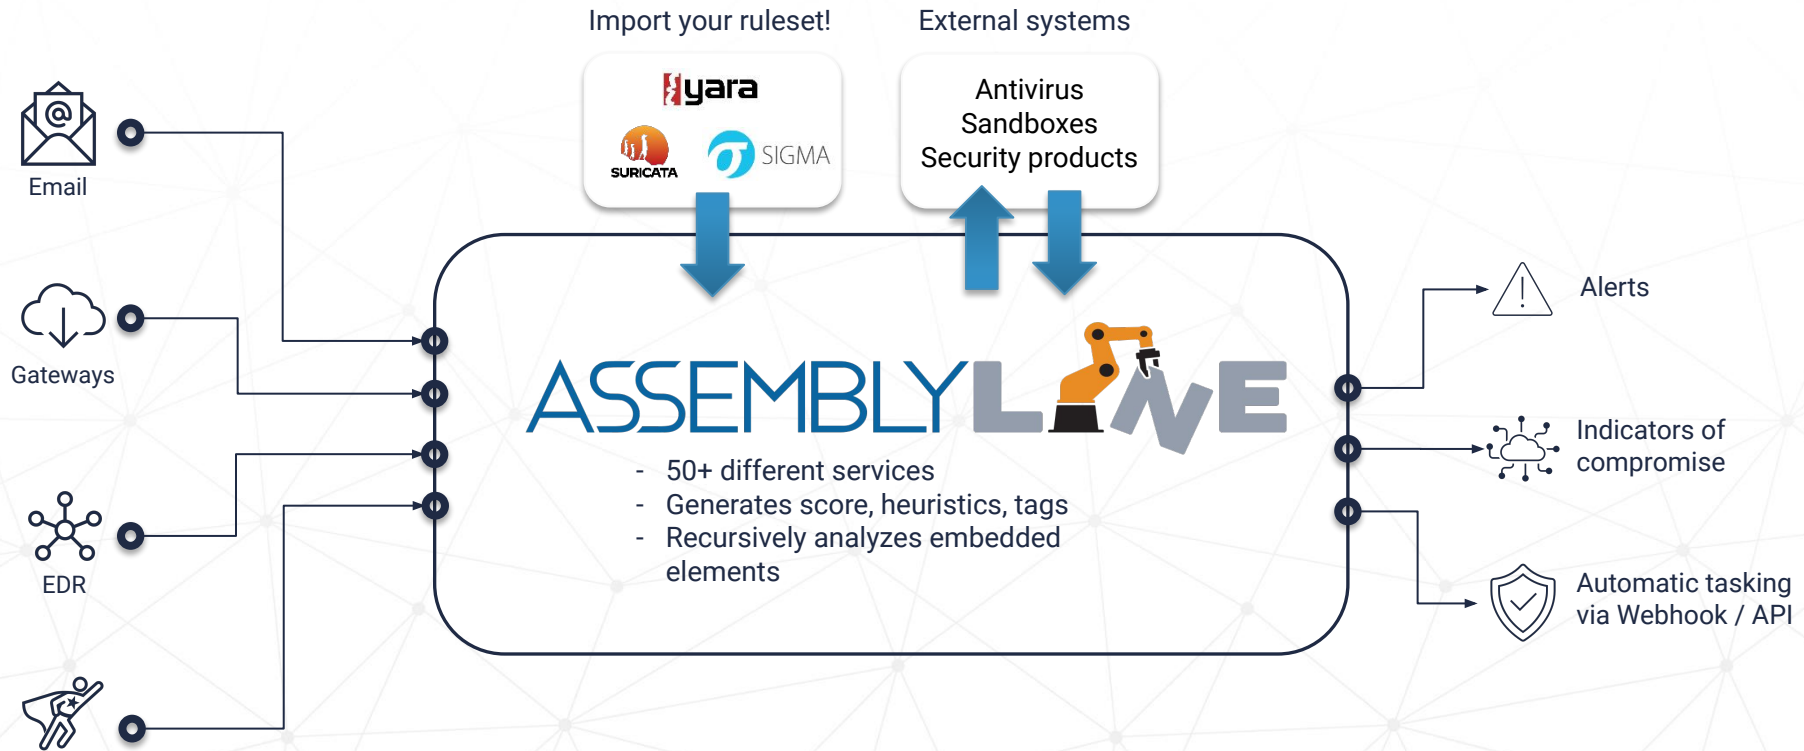 Import your ruleset!
External systems
yara
SURICATA
SIGMA
Antivirus
Sandboxes
Security products
Email
Gateways
EDR
ASSEMBLYLINE
- 50+ different services
- Generates score, heuristics, tags
- Recursively analyzes embedded
elements
Alerts
Indicators of
compromise
Automatic tasking
via Webhook / API